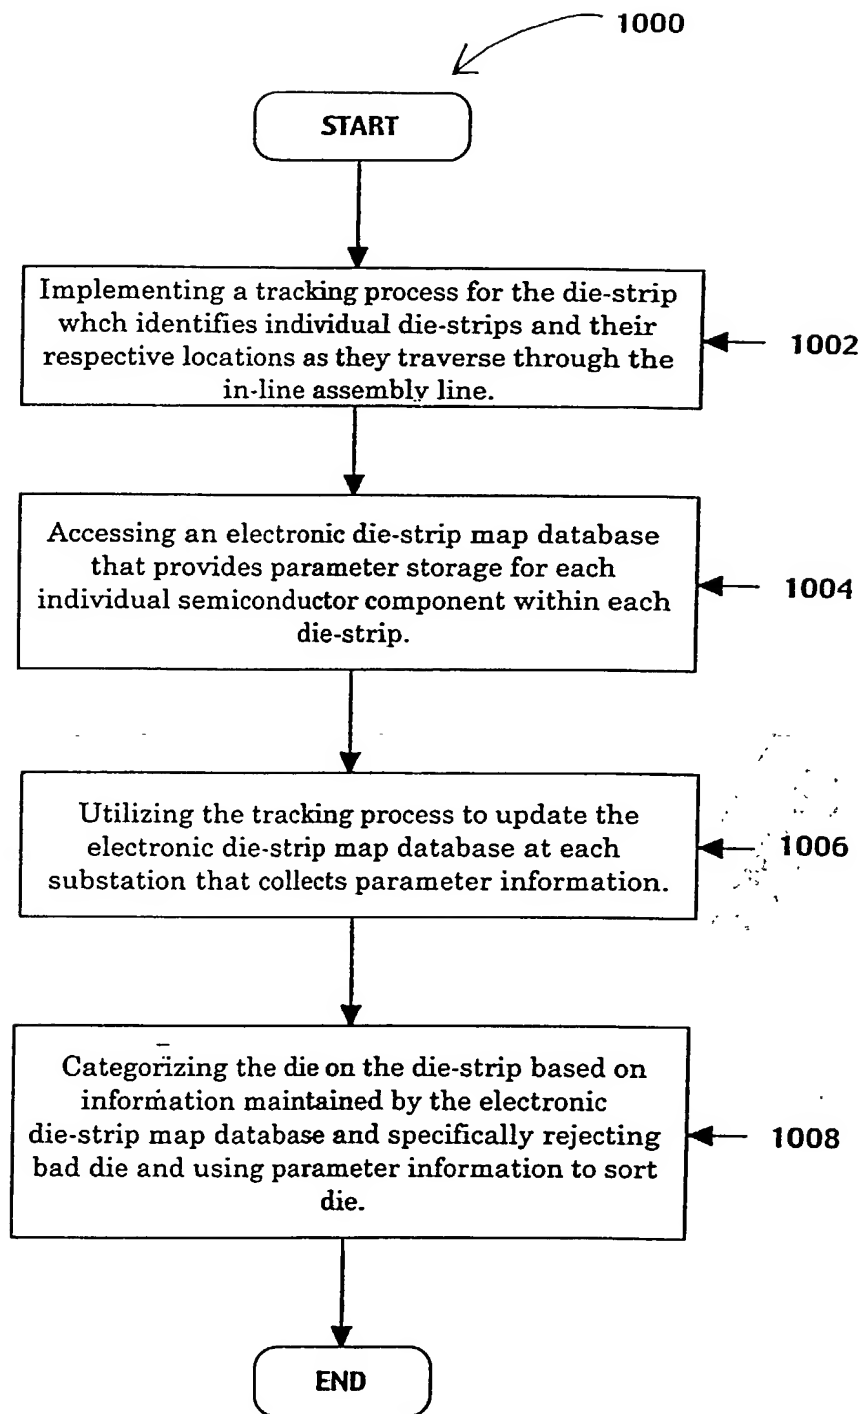 1000
START
Implementing a tracking process for the die-strip
whch identifies individual die-strips and their
respective locations as they traverse through the
in-line assembly line.
1002
Accessing an electronic die-strip map database
that provides parameter storage for each
individual semiconductor component within each
die-strip.
1004
Utilizing the tracking process to update the
electronic die-strip map database at each
substation that collects parameter information.
1006
Categorizing the die on the die-strip based on
information maintained by the electronic
die-strip map database and specifically rejecting
bad die and using parameter information to sort
die.
1008
END